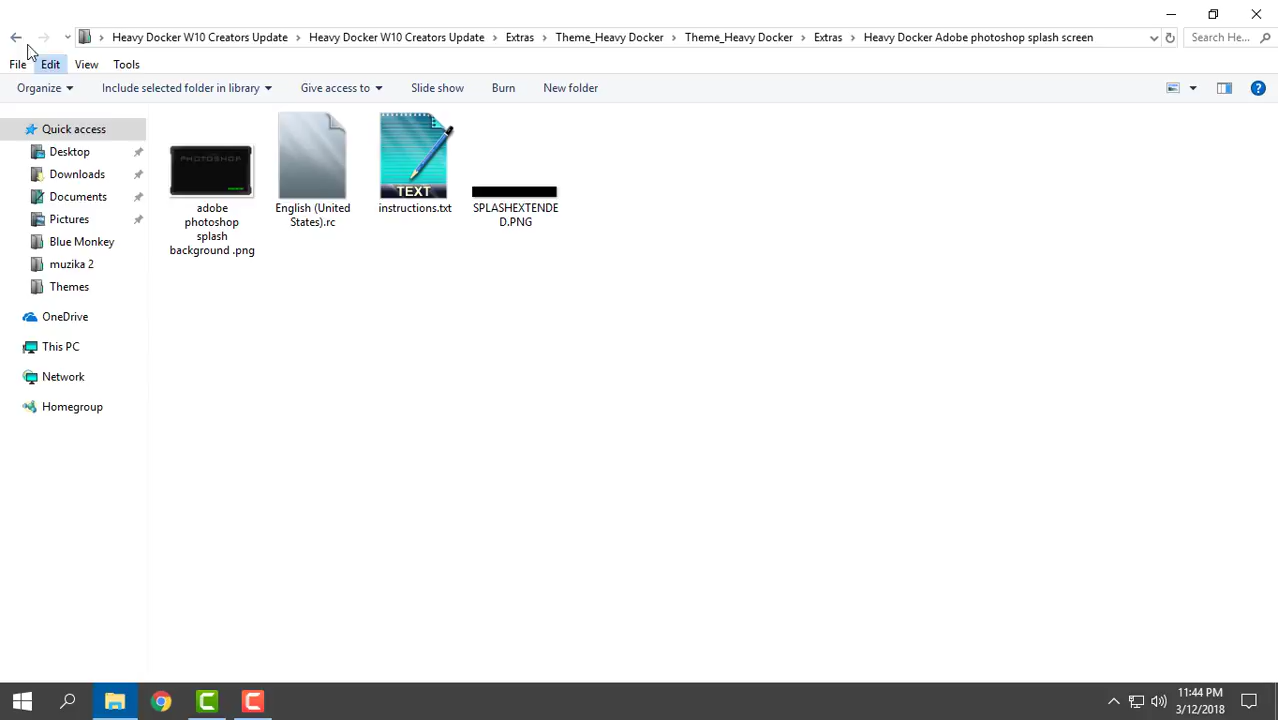 Heavy Docker W10 Creators Update > Heavy Docker W10 Creators Update > Extras > Theme_Heavy Docker > Theme_Heavy Docker > Extras > Heavy Docker Adobe photoshop splash screen
Search He...
File Edit View Tools
Organize Include selected folder in library Give access to Slide show Burn New folder
Quick access
Desktop
Downloads
Documents
Pictures
Blue Monkey
muzika 2
Themes
OneDrive
This PC
Network
Homegroup
PHOTOSHOP
adobe
photoshop
splash
background .png
English (United
States).rc
TEXT
instructions.txt
SPLASHEXTENDE
D.PNG
11:44 PM
3/12/2018